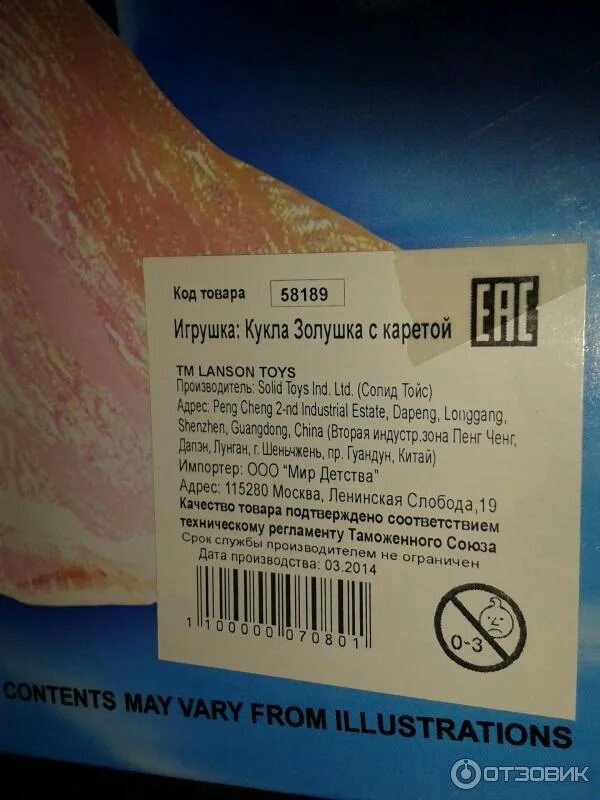 Код товара 58189
EAC
Игрушка: Кукла Золушка с каретой
TM LANSON TOYS
Производитель: Solid Toys Ind. Ltd. (Солид Тойс)
Адрес: Peng Cheng 2-nd Industrial Estate, Dapeng, Longgang,
Shenzhen, Guangdong, China (Вторая индустр.зона Пенг Ченг,
Дапэн, Лунган, г. Шеньчжень, пр. Гуандун, Китай)
Импортер: ООО "Мир Детства"
Адрес: 115280 Москва, Ленинская Слобода,19
Качество товара подтверждено соответствием
техническому регламенту Таможенного Союза
Срок службы производителем не ограничен
Дата производства: 03.2014
1 100000 070801
0-3
CONTENTS MAY VARY FROM ILLUSTRATIONS
ОТЗОВИК